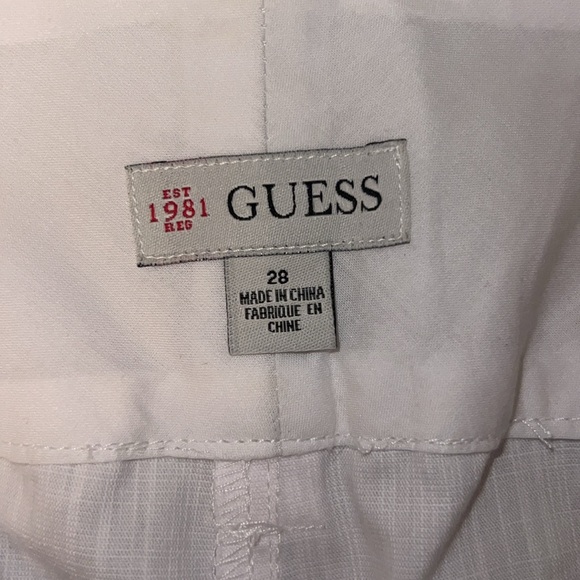 EST
1981
REG
GUESS
28
MADE IN CHINA
FABRIQUE EN
CHINE